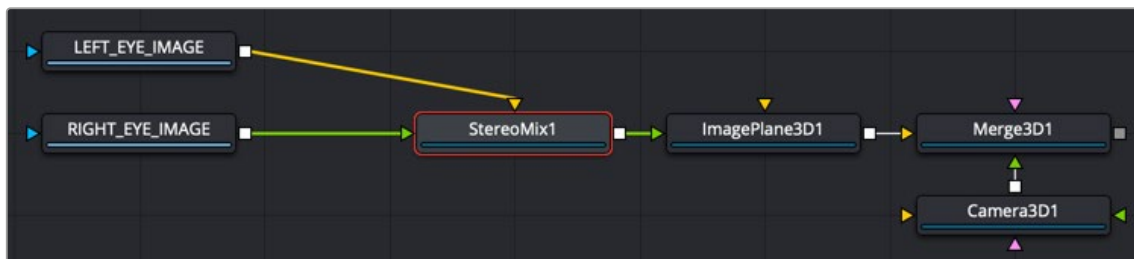 LEFT_EYE_IMAGE
RIGHT_EYE_IMAGE
StereoMix1
ImagePlane3D1
Merge3D1
Camera3D1